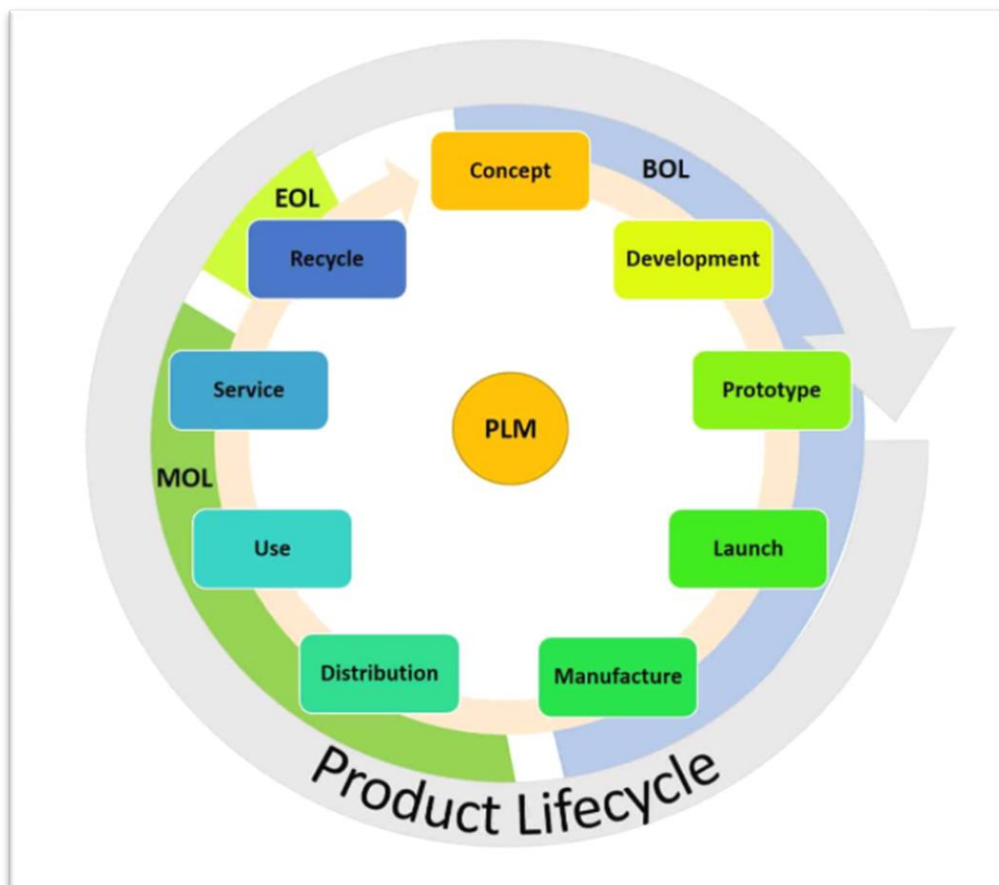 Concept
BOL
EOL
Recycle
Development
Service
Prototype
PLM
MOL
Use
Launch
Distribution
Manufacture
Product Lifecycle